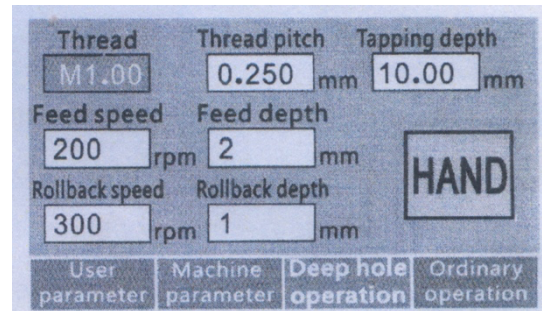 Thread Thread pitch Tapping depth
M1.00 0.250 mm 10.00 mm
Feed speed Feed depth
200 rpm 2 mm
HAND
Rollback speed Rollback depth
300 rpm 1 mm
User parameter Machine parameter Deep hole operation Ordinary operation